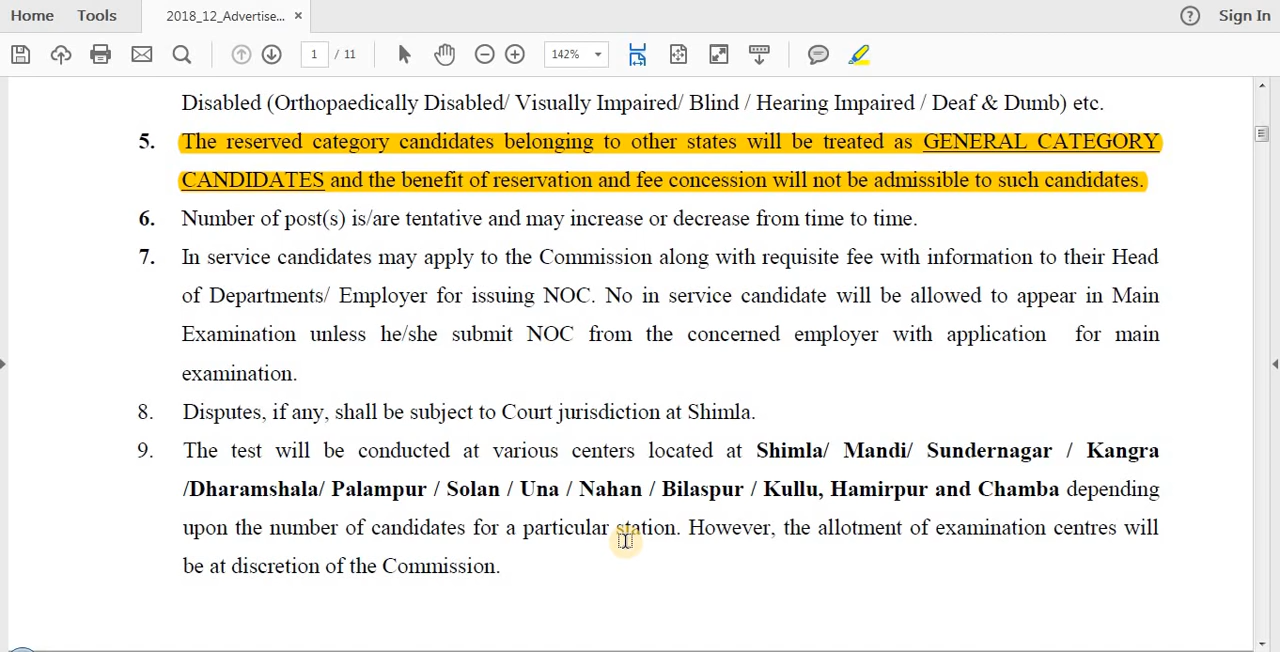 Home Tools 2018_12_Advertise... × ? Sign In
1 / 11 142%
Disabled (Orthopaedically Disabled/ Visually Impaired/ Blind / Hearing Impaired / Deaf & Dumb) etc.
5. The reserved category candidates belonging to other states will be treated as GENERAL CATEGORY
CANDIDATES and the benefit of reservation and fee concession will not be admissible to such candidates.
6. Number of post(s) is/are tentative and may increase or decrease from time to time.
7. In service candidates may apply to the Commission along with requisite fee with information to their Head
of Departments/ Employer for issuing NOC. No in service candidate will be allowed to appear in Main
Examination unless he/she submit NOC from the concerned employer with application for main
examination.
8. Disputes, if any, shall be subject to Court jurisdiction at Shimla.
9. The test will be conducted at various centers located at Shimla/ Mandi/ Sundernagar / Kangra
/Dharamshala/ Palampur / Solan / Una / Nahan / Bilaspur / Kullu, Hamirpur and Chamba depending
upon the number of candidates for a particular station. However, the allotment of examination centres will
be at discretion of the Commission.